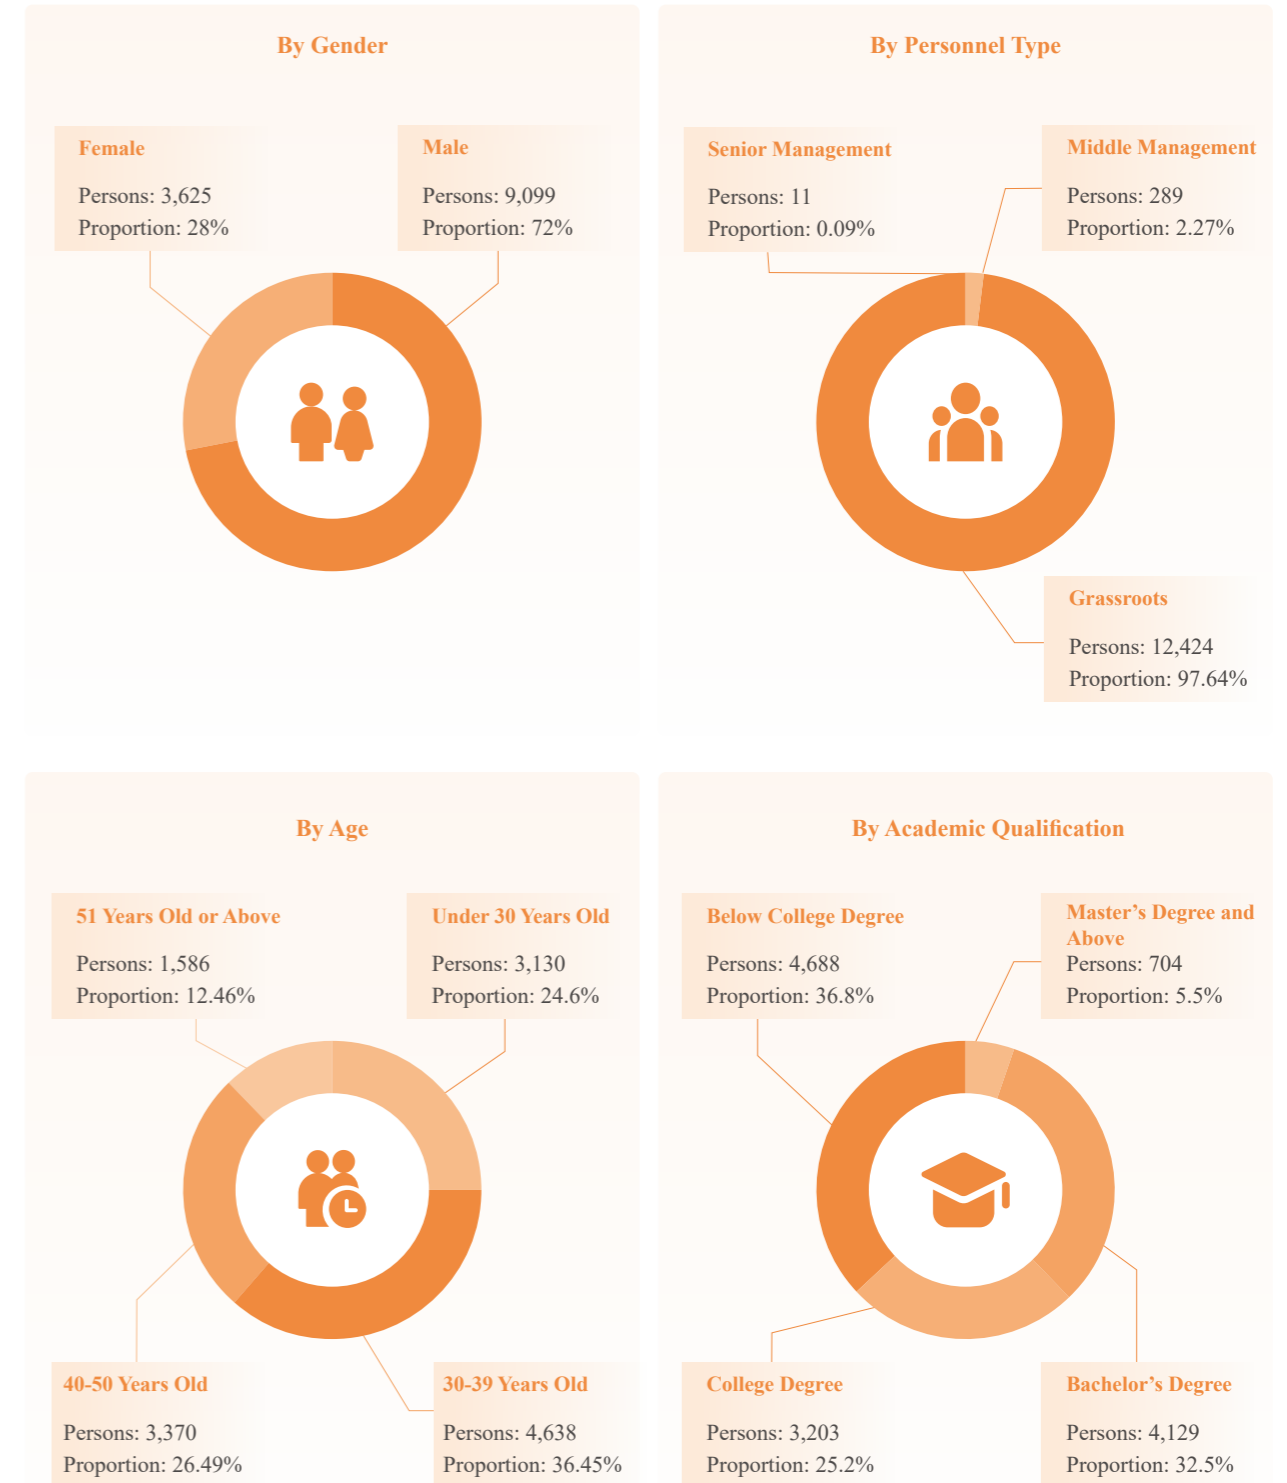 By Gender
Female
Persons: 3,625
Proportion: 28%
Male
Persons: 9,099
Proportion: 72%
By Personnel Type
Senior Management
Persons: 11
Proportion: 0.09%
Middle Management
Persons: 289
Proportion: 2.27%
Grassroots
Persons: 12,424
Proportion: 97.64%
By Age
51 Years Old or Above
Persons: 1,586
Proportion: 12.46%
Under 30 Years Old
Persons: 3,130
Proportion: 24.6%
40-50 Years Old
Persons: 3,370
Proportion: 26.49%
30-39 Years Old
Persons: 4,638
Proportion: 36.45%
By Academic Qualification
Below College Degree
Persons: 4,688
Proportion: 36.8%
Master’s Degree and
Above
Persons: 704
Proportion: 5.5%
College Degree
Persons: 3,203
Proportion: 25.2%
Bachelor’s Degree
Persons: 4,129
Proportion: 32.5%